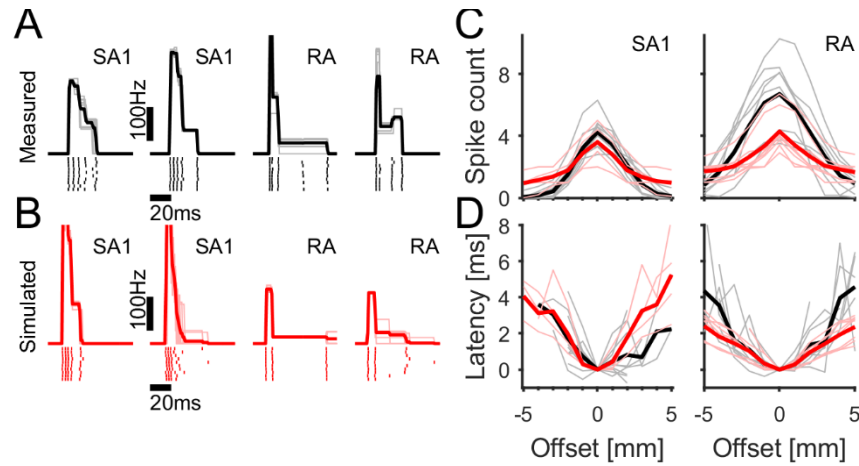 A
Measured
SA1
SA1
RA
RA
100Hz
20ms
B
Simulated
SA1
SA1
RA
RA
100Hz
20ms
C
SA1
RA
Spike count
8
4
0
D
Latency [ms]
8
6
4
2
0
-5 0 5 -5 0 5
Offset [mm] Offset [mm]